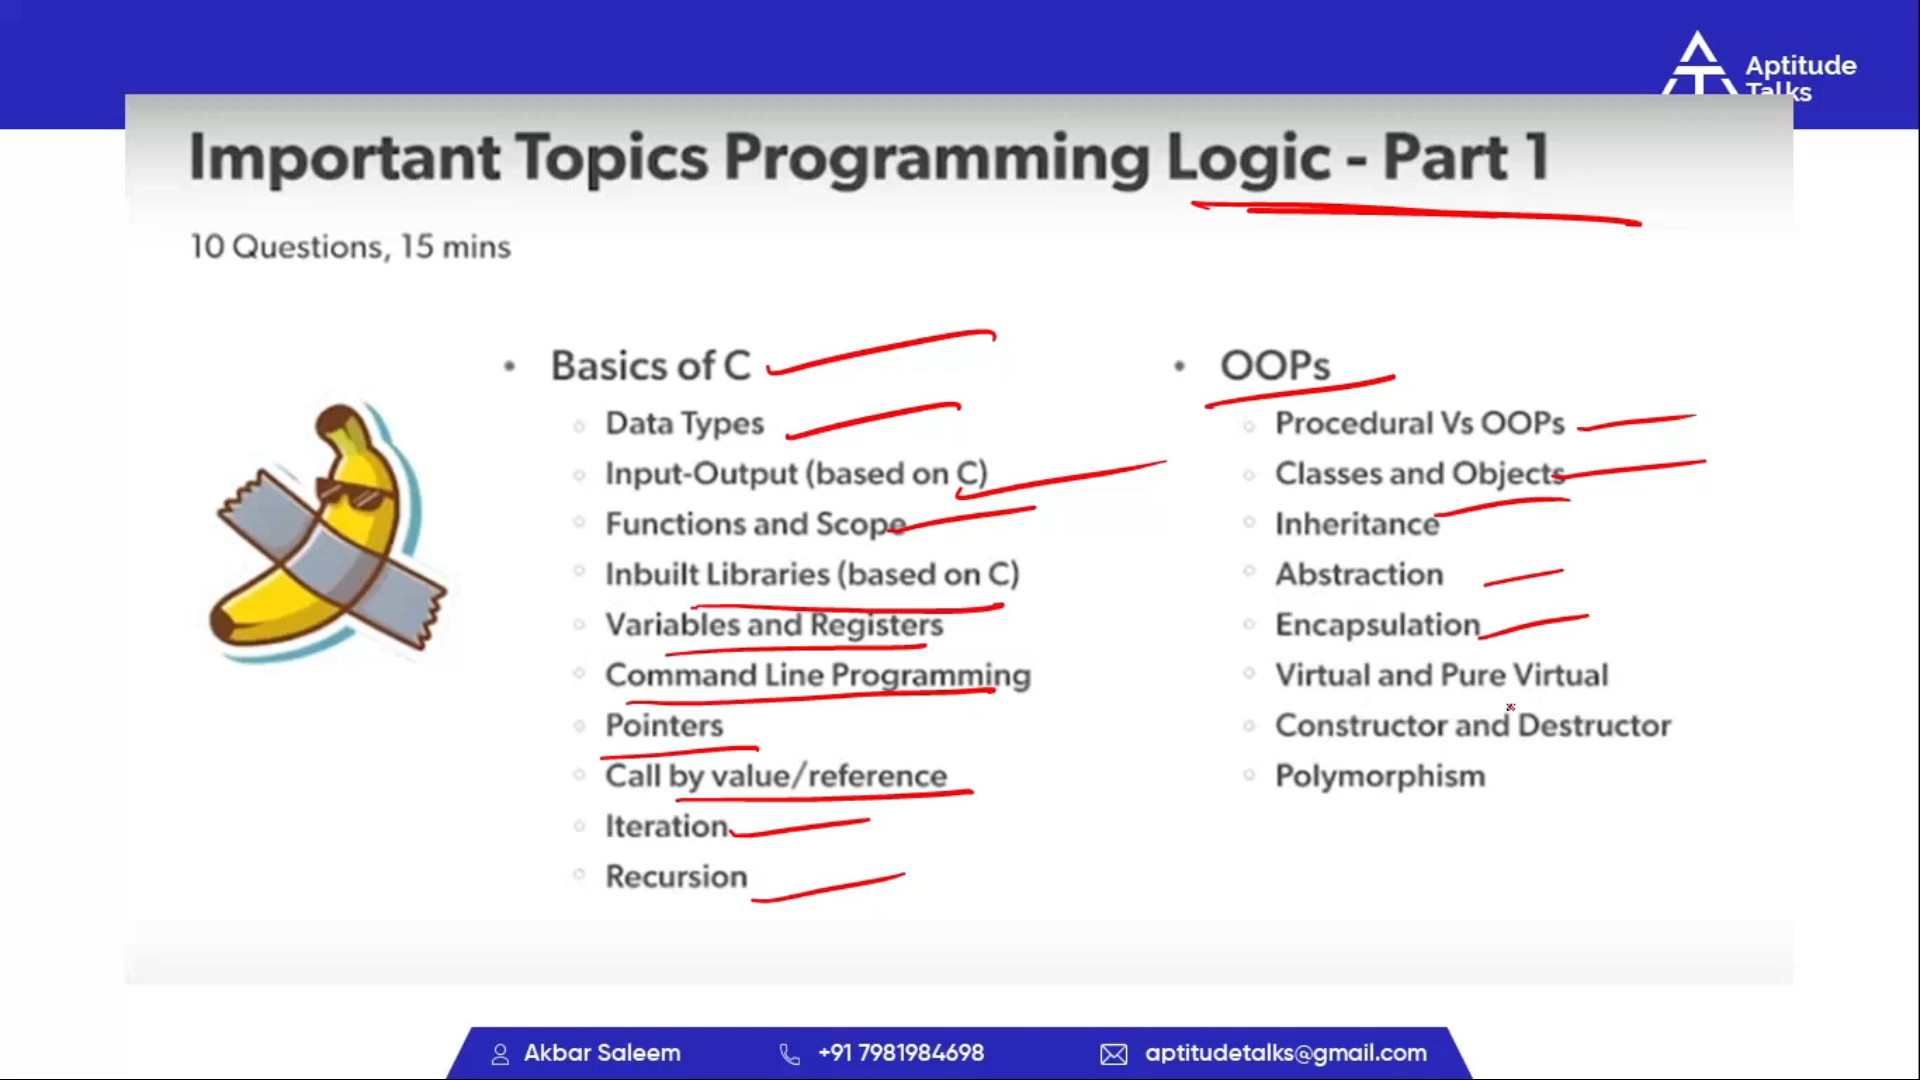 Aptitude
Talks
Important Topics Programming Logic - Part 1
10 Questions, 15 mins
• Basics of C
Data Types
Input-Output (based on C)
Functions and Scope
Inbuilt Libraries (based on C)
Variables and Registers
Command Line Programming
Pointers
Call by value/reference
Iteration
Recursion
• OOPs
Procedural Vs OOPs
Classes and Objects
Inheritance
Abstraction
Encapsulation
Virtual and Pure Virtual
Constructor and Destructor
Polymorphism
Akbar Saleem
+91 7981984698
aptitudetalks@gmail.com